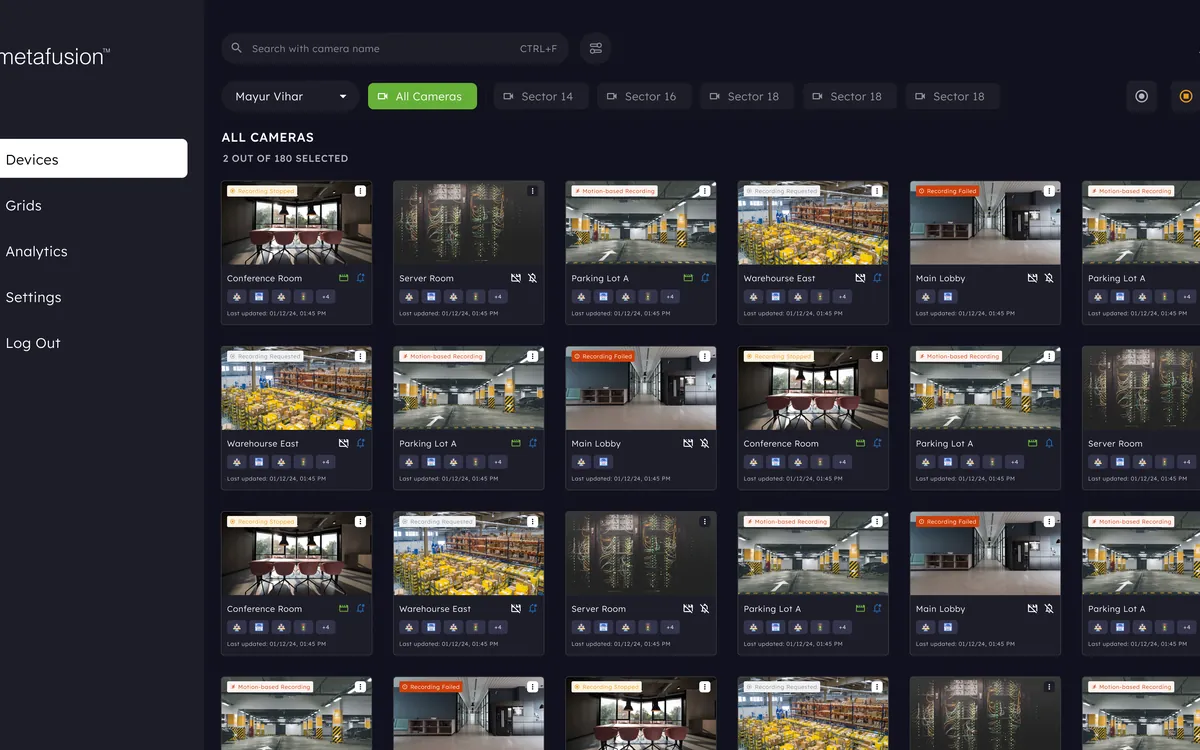 metafusion™
Search with camera name CTRL+F
Mayur Vihar All Cameras Sector 14 Sector 16 Sector 18 Sector 18 Sector 18
Devices
Grids
Analytics
Settings
Log Out
ALL CAMERAS
2 OUT OF 180 SELECTED
Recording Stopped Motion-based Recording Recording Requested Recording Failed Motion-based Recording
Conference Room Server Room Parking Lot A Warehourse East Main Lobby Parking Lot A
+4 +4 +4 +4 +4
Last updated: 01/12/24, 01:45 PM Last updated: 01/12/24, 01:45 PM Last updated: 01/12/24, 01:45 PM Last updated: 01/12/24, 01:45 PM Last updated: 01/12/24, 01:45 PM Last updated: 01/12/24, 01:45 PM
Recording Requested Motion-based Recording Recording Failed Recording Stopped Motion-based Recording
Warehourse East Parking Lot A Main Lobby Conference Room Parking Lot A Server Room
+4 +4 +4 +4 +4
Last updated: 01/12/24, 01:45 PM Last updated: 01/12/24, 01:45 PM Last updated: 01/12/24, 01:45 PM Last updated: 01/12/24, 01:45 PM Last updated: 01/12/24, 01:45 PM Last updated: 01/12/24, 01:45 PM
Recording Stopped Recording Requested Motion-based Recording Recording Failed Motion-based Recording
Conference Room Warehourse East Server Room Parking Lot A Main Lobby Parking Lot A
+4 +4 +4 +4 +4
Last updated: 01/12/24, 01:45 PM Last updated: 01/12/24, 01:45 PM Last updated: 01/12/24, 01:45 PM Last updated: 01/12/24, 01:45 PM Last updated: 01/12/24, 01:45 PM Last updated: 01/12/24, 01:45 PM
Motion-based Recording Recording Failed Recording Stopped Recording Requested Motion-based Recording